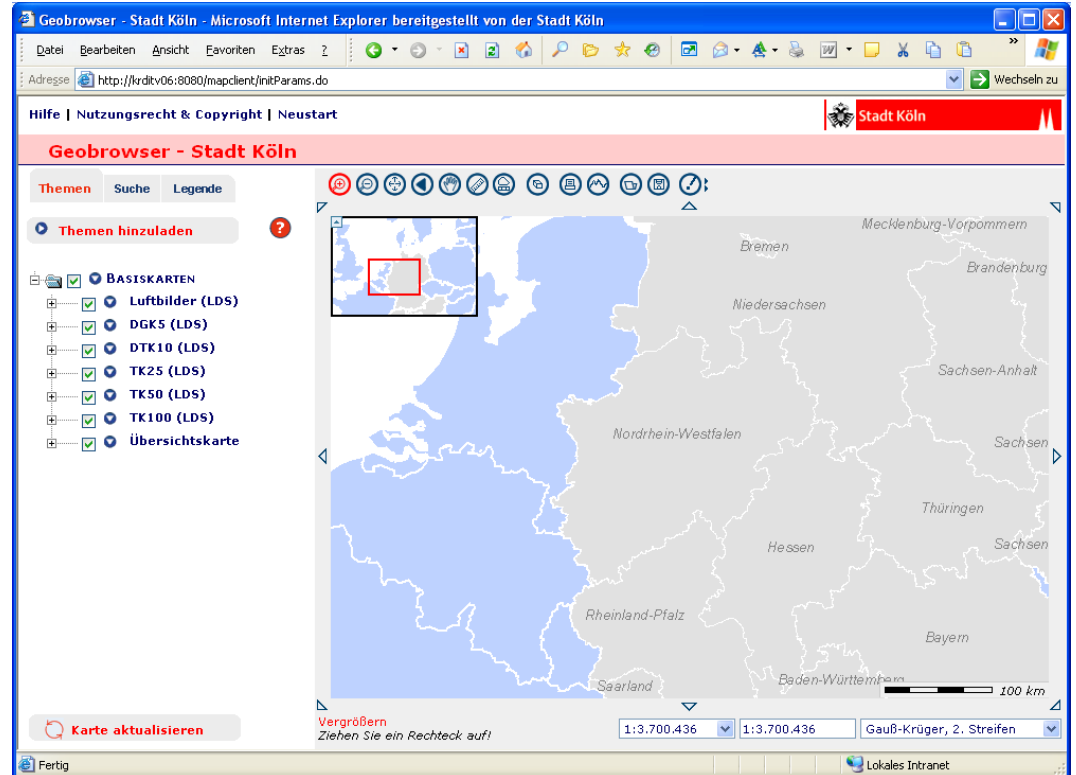 Geobrowser - Stadt Köln - Microsoft Internet Explorer bereitgestellt von der Stadt Köln
Datei Bearbeiten Ansicht Favoriten Extras ?
Adresse http://krditv06:8080/mapclient/initParams.do Wechseln zu
Hilfe | Nutzungsrecht & Copyright | Neustart
Stadt Köln
Geobrowser - Stadt Köln
Themen Suche Legende
Themen hinzuladen ?
BASISKARTEN
Luftbilder (LDS)
DGK5 (LDS)
DTK10 (LDS)
TK25 (LDS)
TK50 (LDS)
TK100 (LDS)
Übersichtskarte
Mecklenburg-Vorpommern
Bremen
Brandenburg
Niedersachsen
Sachsen-Anhalt
Nordrhein-Westfalen
Sachsen
Thüringen
Hessen
Sachsen
Rheinland-Pfalz
Bayern
Saarland
Baden-Württemberg
100 km
Karte aktualisieren
Vergrößern
Ziehen Sie ein Rechteck auf!
1:3.700.436 1:3.700.436 Gauß-Krüger, 2. Streifen
Fertig Lokales Intranet